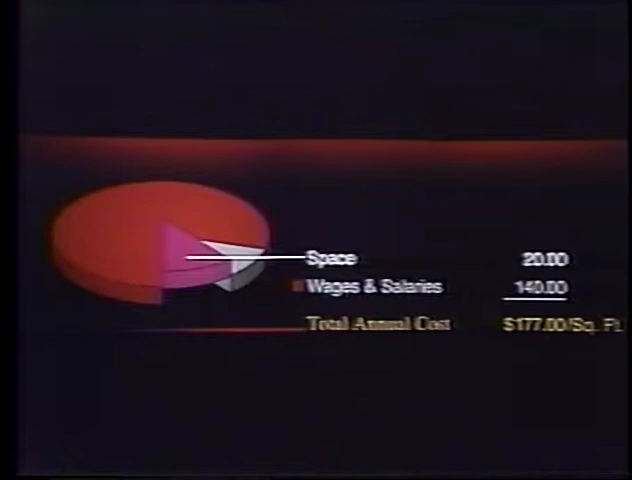 Space 20.00
Wages & Salaries 140.00
Total Annual Cost $177.00/Sq. Ft.